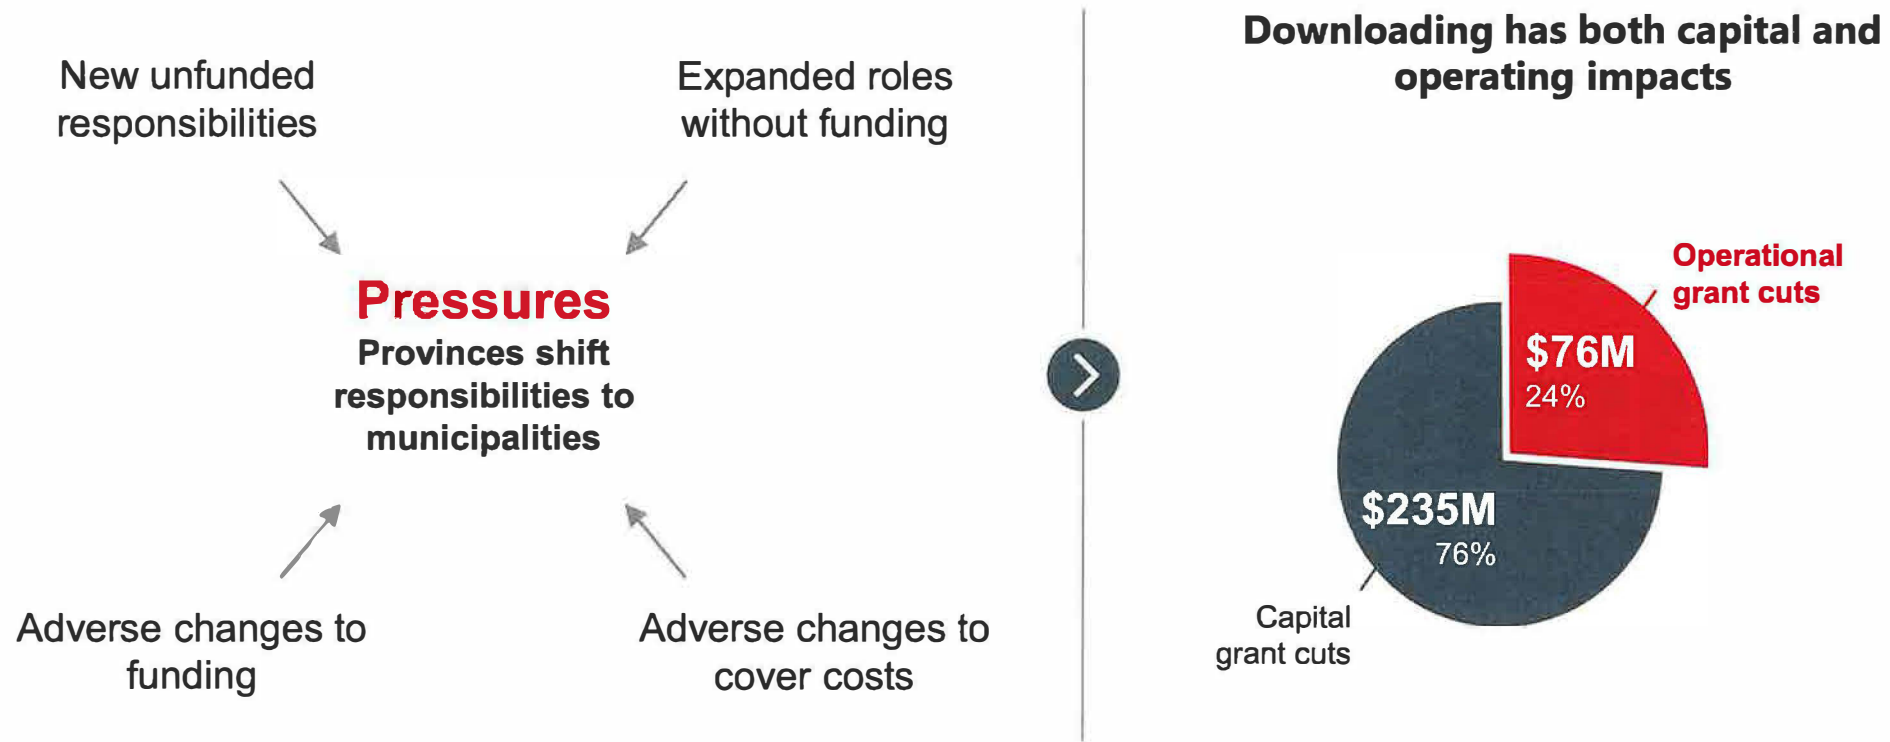 New unfunded
responsibilities
Expanded roles
without funding
Pressures
Provinces shift
responsibilities to
municipalities
Adverse changes to
funding
Adverse changes to
cover costs
Downloading has both capital and
operating impacts
Operational
grant cuts
$76M
24%
$235M
76%
Capital
grant cuts